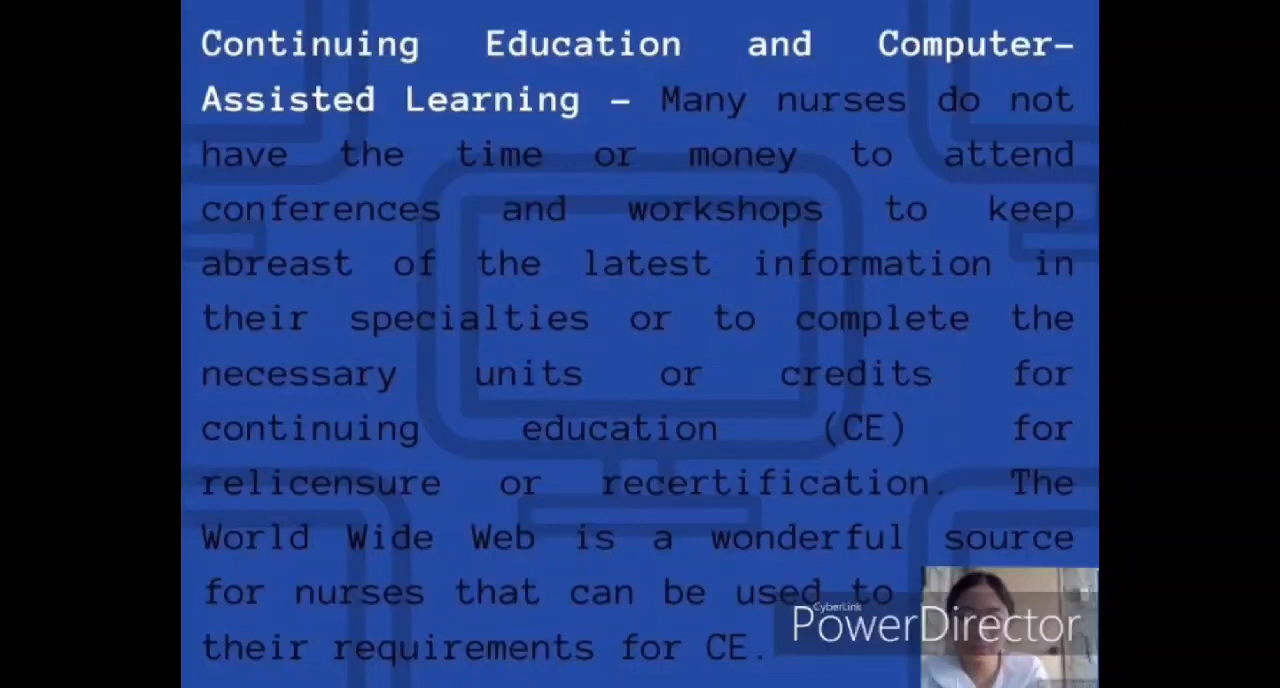 Continuing Education and Computer-
Assisted Learning - Many nurses do not
have the time or money to attend
conferences and workshops to keep
abreast of the latest information in
their specialties or to complete the
necessary units or credits for
continuing education (CE) for
relicensure or recertification. The
World Wide Web is a wonderful source
for nurses that can be used to
their requirements for CE.
CyberLink
PowerDirector